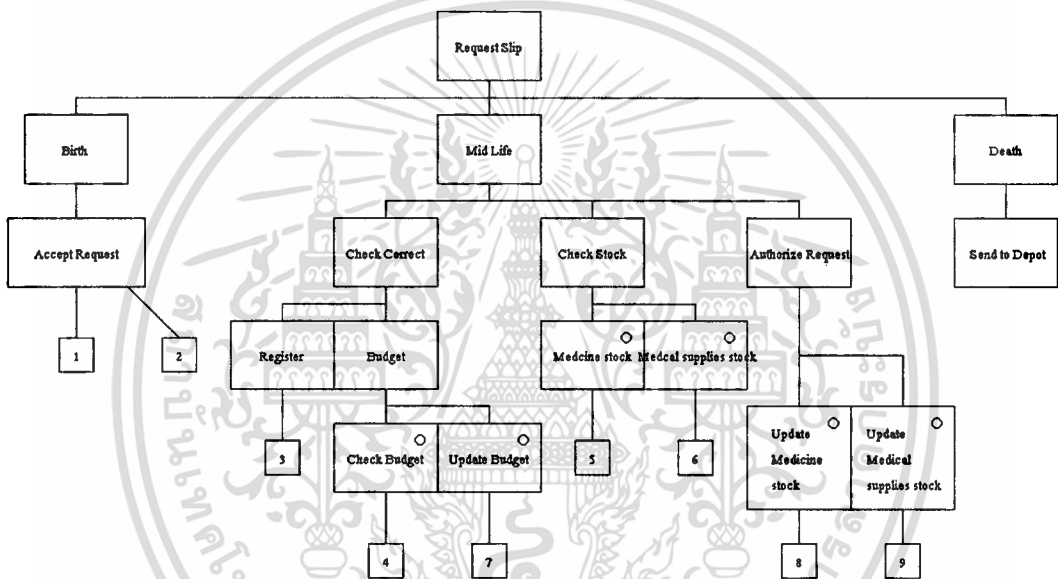 Request Slip
Birth
Mid Life
Death
Accept Request
Check Correct
Check Stock
Authorize Request
Send to Depot
1
2
Register
Budget
Medcine stock
Medcal supplies stock
3
Check Budget
Update Budget
5
6
Update
Medicine
stock
Update
Medical
supplies stock
4
7
8
9